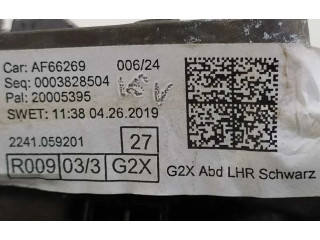 Car: AF66269 006/24
Seq: 0003828504
Pal: 20005395
SWET: 11:38 04.26.2019
2241.059201 27
R009 03/3 G2X
G2X Abd LHR Schwarz